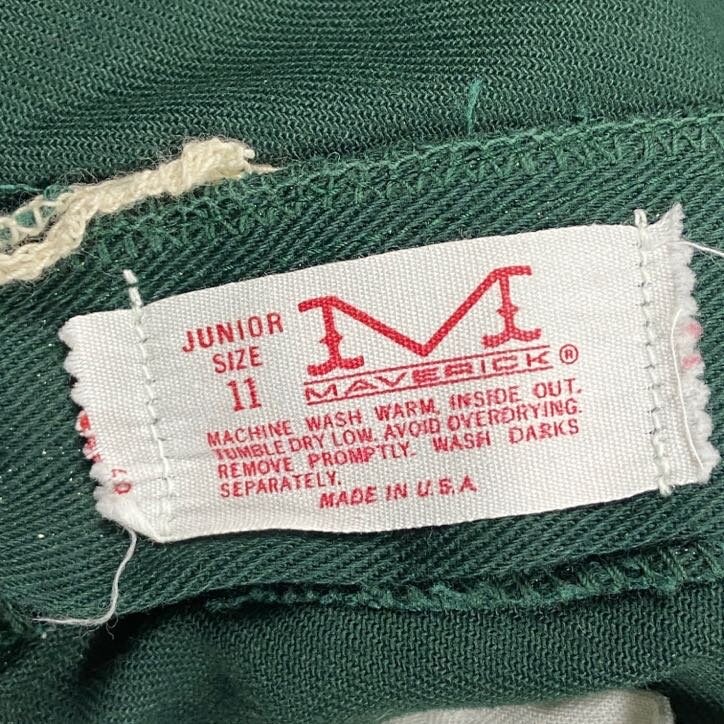 JUNIOR
SIZE
11
M
MAVERICK®
MACHINE WASH WARM, INSIDE OUT.
TUMBLE DRY LOW. AVOID OVERDRYING.
REMOVE PROMPTLY. WASH DARKS
SEPARATELY.
MADE IN U.S.A.